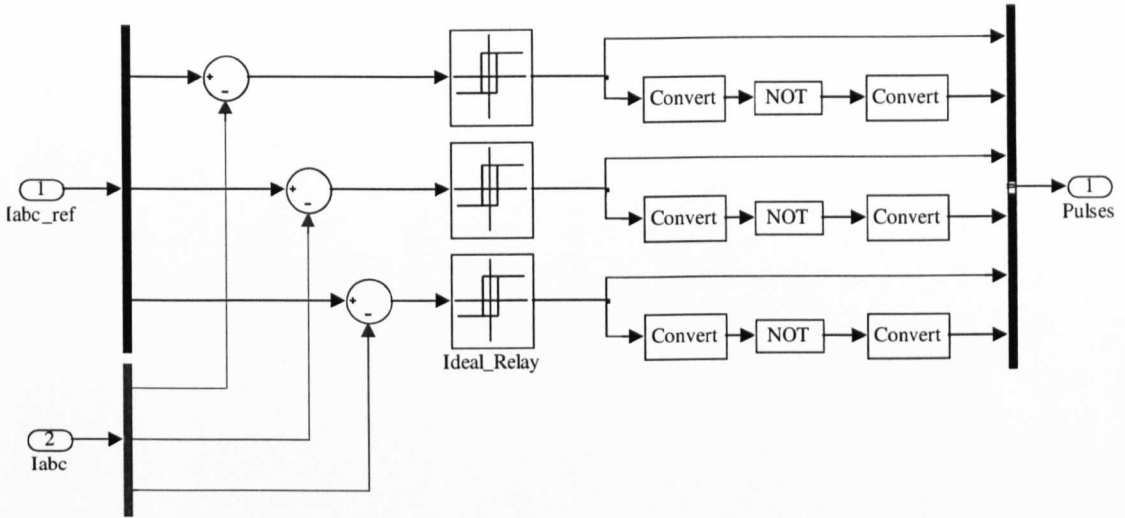 Convert
NOT
Convert
1
Iabc_ref
Convert
NOT
Convert
1
Pulses
Convert
NOT
Convert
Ideal_Relay
2
Iabc